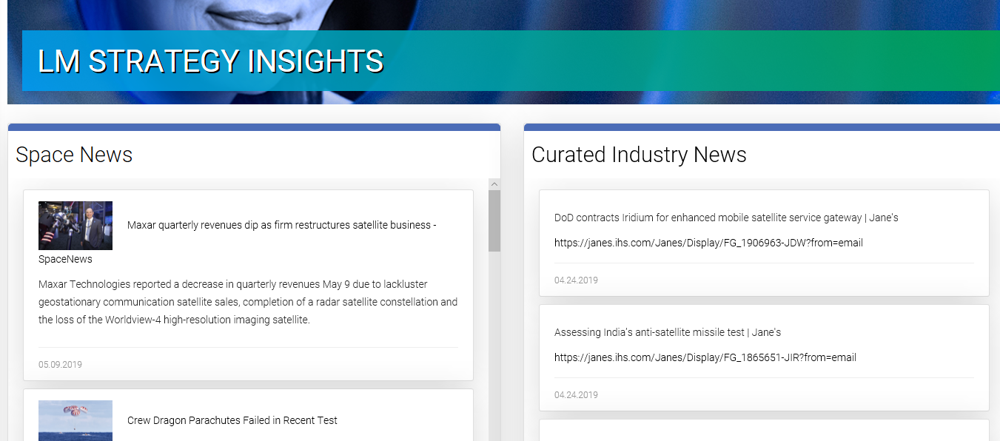 LM STRATEGY INSIGHTS
Space News
Maxar quarterly revenues dip as firm restructures satellite business -
SpaceNews
Maxar Technologies reported a decrease in quarterly revenues May 9 due to lackluster
geostationary communication satellite sales, completion of a radar satellite constellation and
the loss of the Worldview-4 high-resolution imaging satellite.
05.09.2019
Crew Dragon Parachutes Failed in Recent Test
Curated Industry News
DoD contracts Iridium for enhanced mobile satellite service gateway | Jane's
https://janes.ihs.com/Janes/Display/FG_1906963-JDW?from=email
04.24.2019
Assessing India's anti-satellite missile test | Jane's
https://janes.ihs.com/Janes/Display/FG_1865651-JIR?from=email
04.24.2019